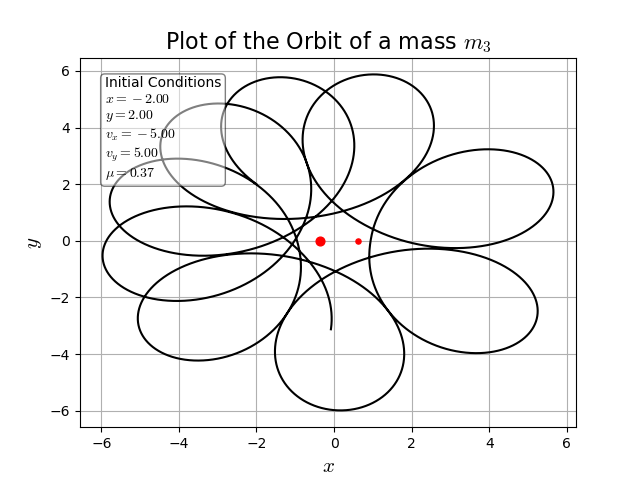 Plot of the Orbit of a mass m₃
Initial Conditions
x = −2.00
y = 2.00
vₓ = −5.00
v_y = 5.00
μ = 0.37
6
4
2
0
−2
−4
−6
y
−6
−4
−2
0
2
4
6
x